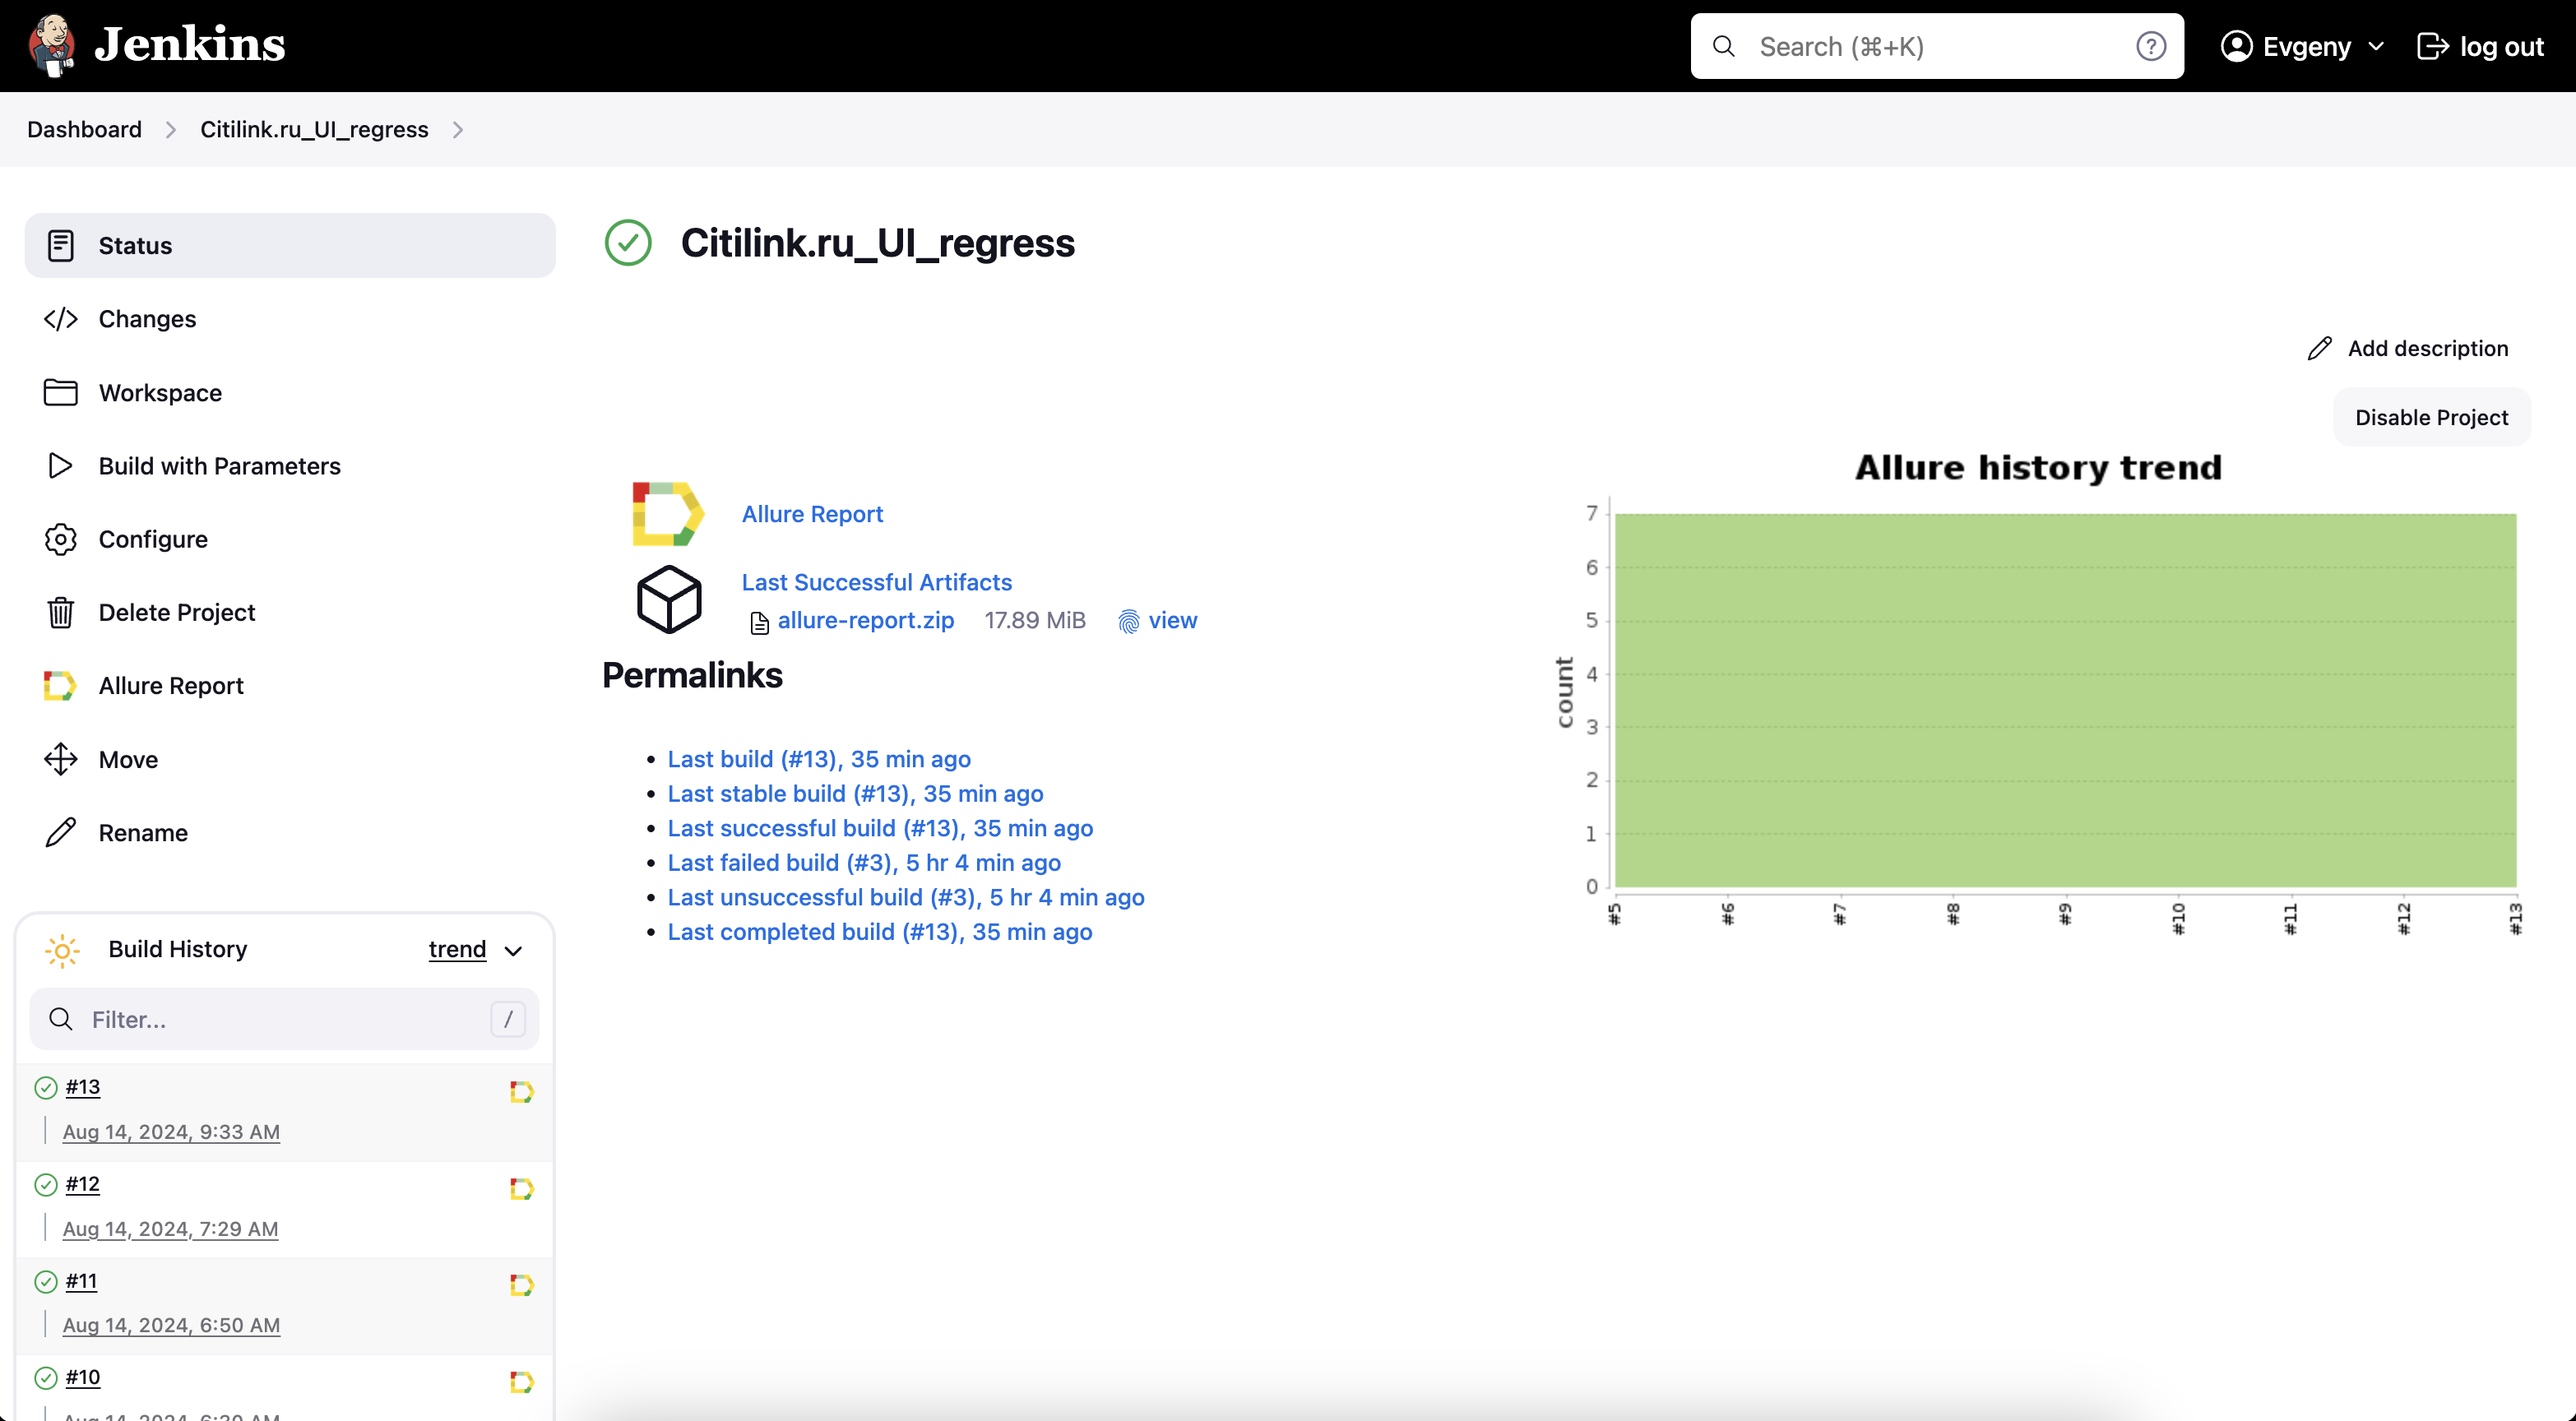 Jenkins
Search (⌘+K)
?
Evgeny
log out
Dashboard
Citilink.ru_UI_regress
Status
Changes
Workspace
Build with Parameters
Configure
Delete Project
Allure Report
Move
Rename
Build History
trend
Filter...
/
#13
Aug 14, 2024, 9:33 AM
#12
Aug 14, 2024, 7:29 AM
#11
Aug 14, 2024, 6:50 AM
#10
Citilink.ru_UI_regress
Add description
Disable Project
Allure Report
Last Successful Artifacts
allure-report.zip 17.89 MiB view
Permalinks
Last build (#13), 35 min ago
Last stable build (#13), 35 min ago
Last successful build (#13), 35 min ago
Last failed build (#3), 5 hr 4 min ago
Last unsuccessful build (#3), 5 hr 4 min ago
Last completed build (#13), 35 min ago
Allure history trend
count
7
6
5
4
3
2
1
0
#5 #6 #7 #8 #9 #10 #11 #12 #13